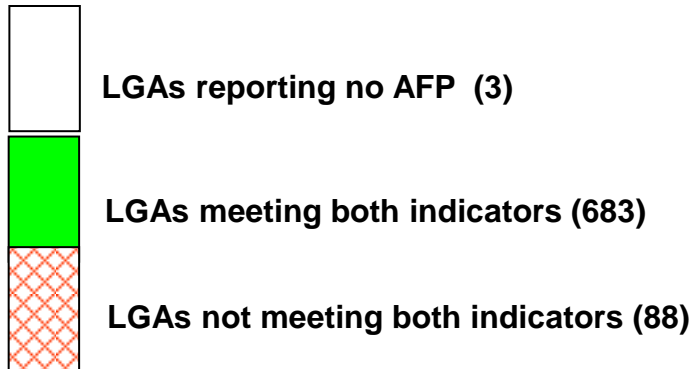 LGAs reporting no AFP (3)
LGAs meeting both indicators (683)
LGAs not meeting both indicators (88)